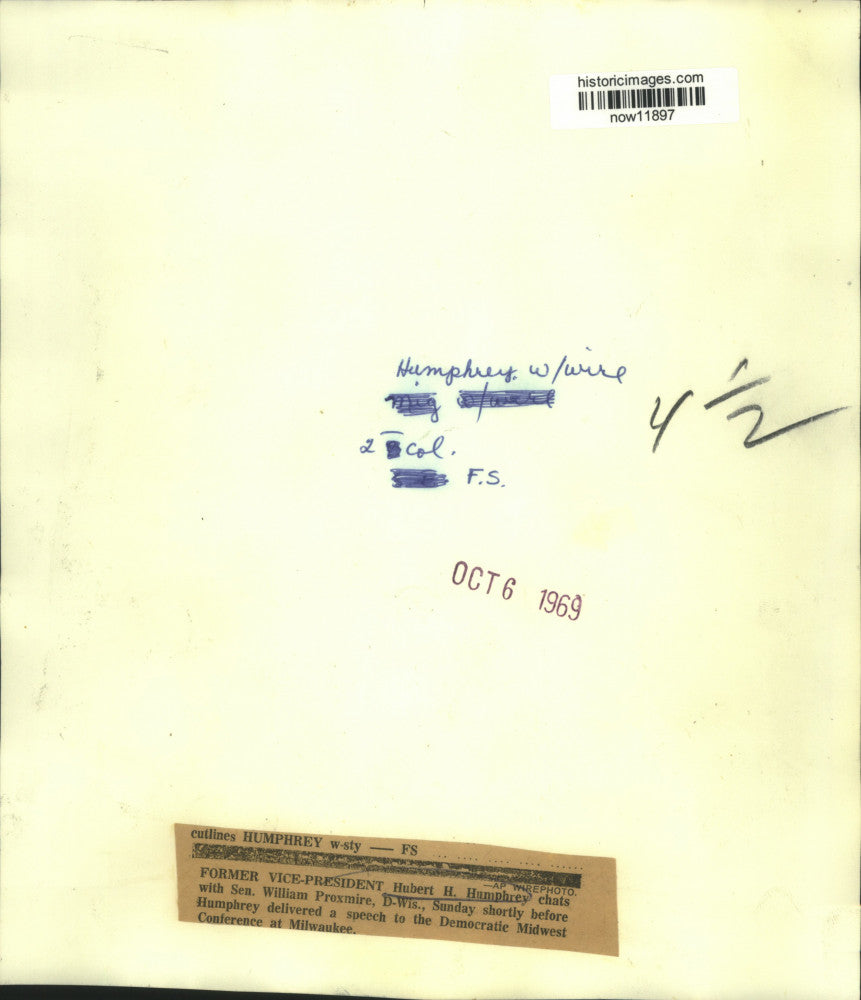 historicimages.com
now11897
Humphrey w/wire
Mig w/wire
2 col.
F.S.
4 1/2
OCT 6 1969
cutlines HUMPHREY w-sty — FS
—AP WIREPHOTO.
FORMER VICE-PRESIDENT Hubert H. Humphrey chats
with Sen. William Proxmire, D-Wis., Sunday shortly before
Humphrey delivered a speech to the Democratic Midwest
Conference at Milwaukee.